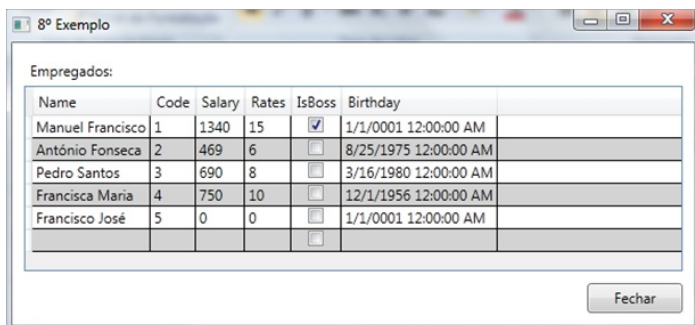 8º Exemplo
Empregados:
Name Code Salary Rates IsBoss Birthday
Manuel Francisco 1 1340 15 1/1/0001 12:00:00 AM
António Fonseca 2 469 6 8/25/1975 12:00:00 AM
Pedro Santos 3 690 8 3/16/1980 12:00:00 AM
Francisca Maria 4 750 10 12/1/1956 12:00:00 AM
Francisco José 5 0 0 1/1/0001 12:00:00 AM
Fechar